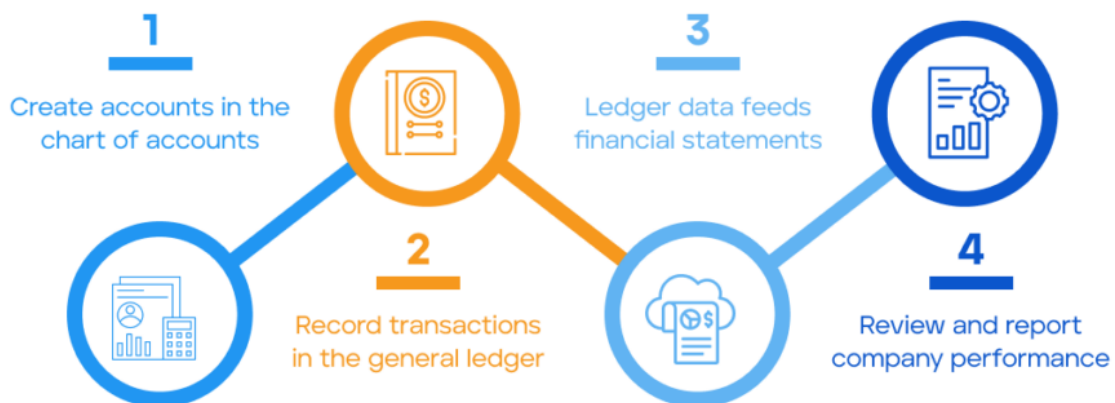 1
Create accounts in the
chart of accounts
$
2
Record transactions
in the general ledger
3
Ledger data feeds
financial statements
$
4
Review and report
company performance